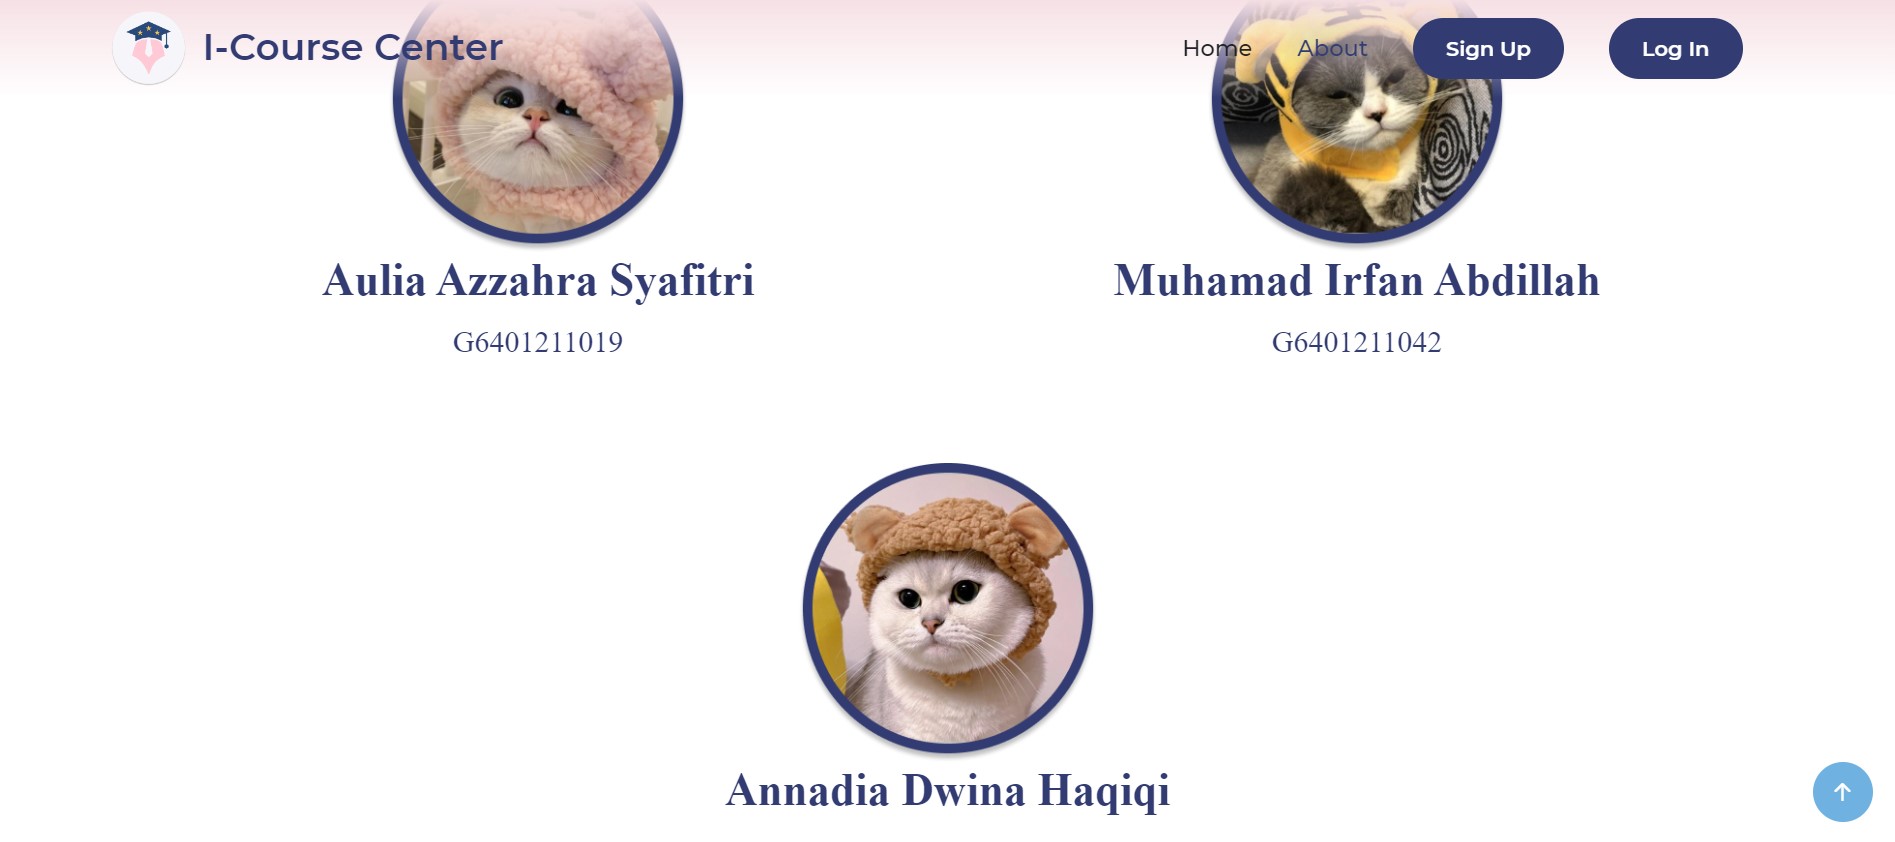 I-Course Center
Home
About
Sign Up
Log In
Aulia Azzahra Syafitri
Muhamad Irfan Abdillah
G6401211019
G6401211042
Annadia Dwina Haqiqi